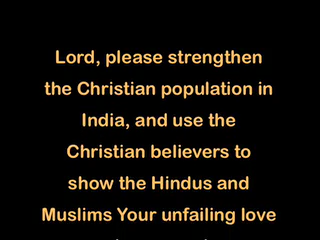 Lord, please strengthen
the Christian population in
India, and use the
Christian believers to
show the Hindus and
Muslims Your unfailing love